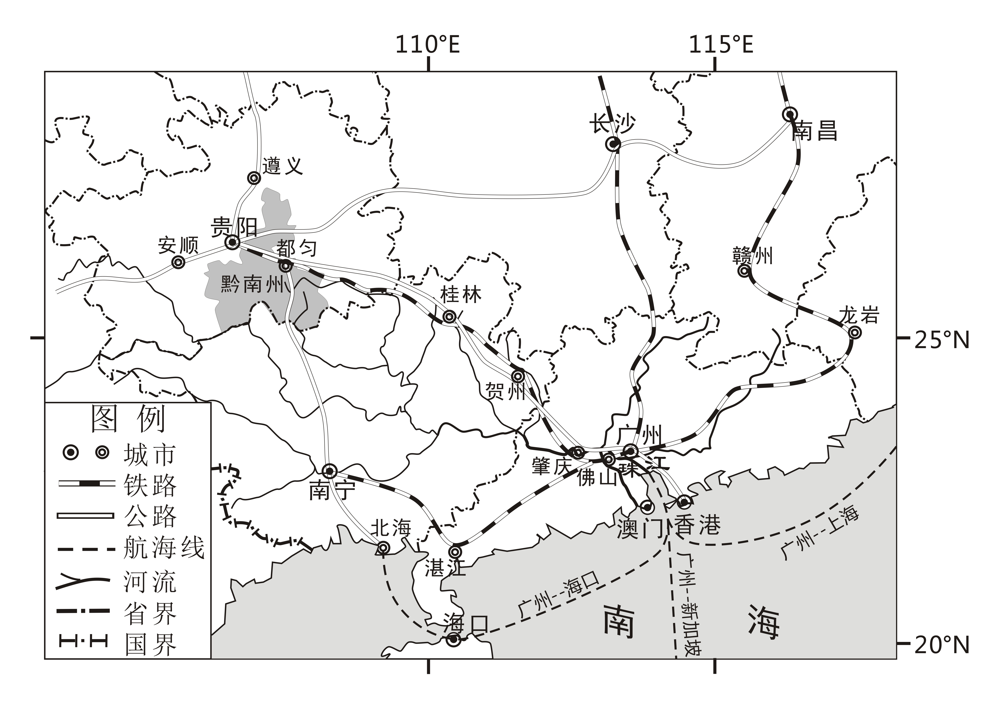 110°E
115°E
长沙
南昌
遵义
贵阳
安顺
都匀
赣州
黔南州
桂林
龙岩
25°N
贺州
图例
城市
铁路
公路
航海线
河流
省界
国界
广州
肇庆
佛山
珠江
南宁
北海
澳门
香港
湛江
广州--上海
广州--海口
广州--新加坡
海口
南海
20°N